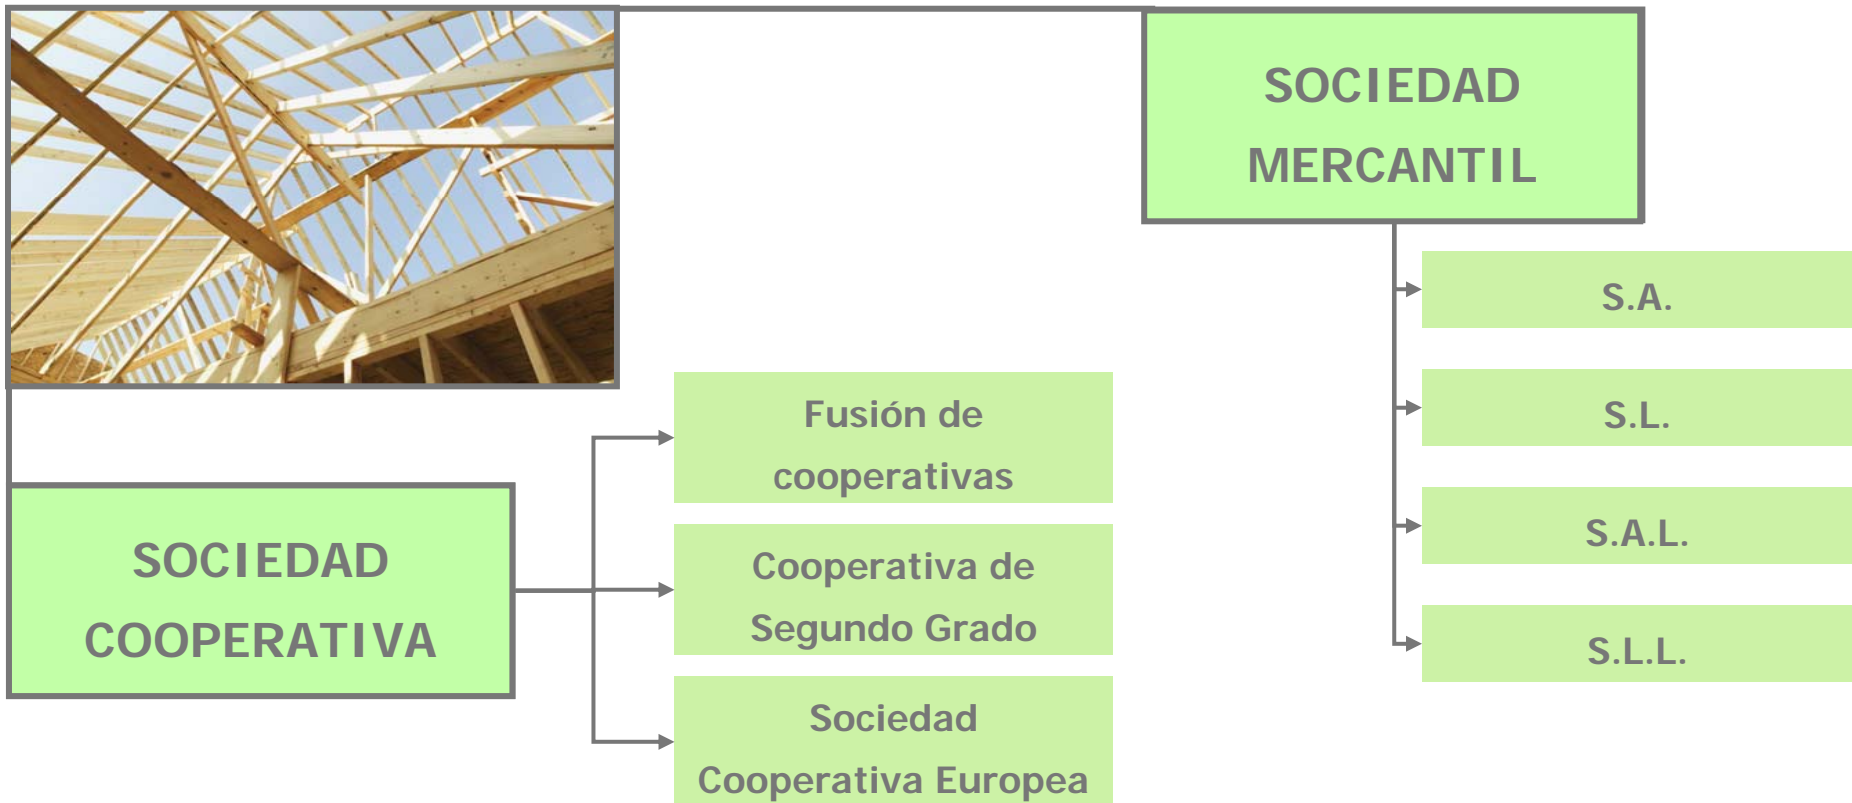 SOCIEDAD
MERCANTIL
S.A.
S.L.
S.A.L.
S.L.L.
SOCIEDAD
COOPERATIVA
Fusión de
cooperativas
Cooperativa de
Segundo Grado
Sociedad
Cooperativa Europea